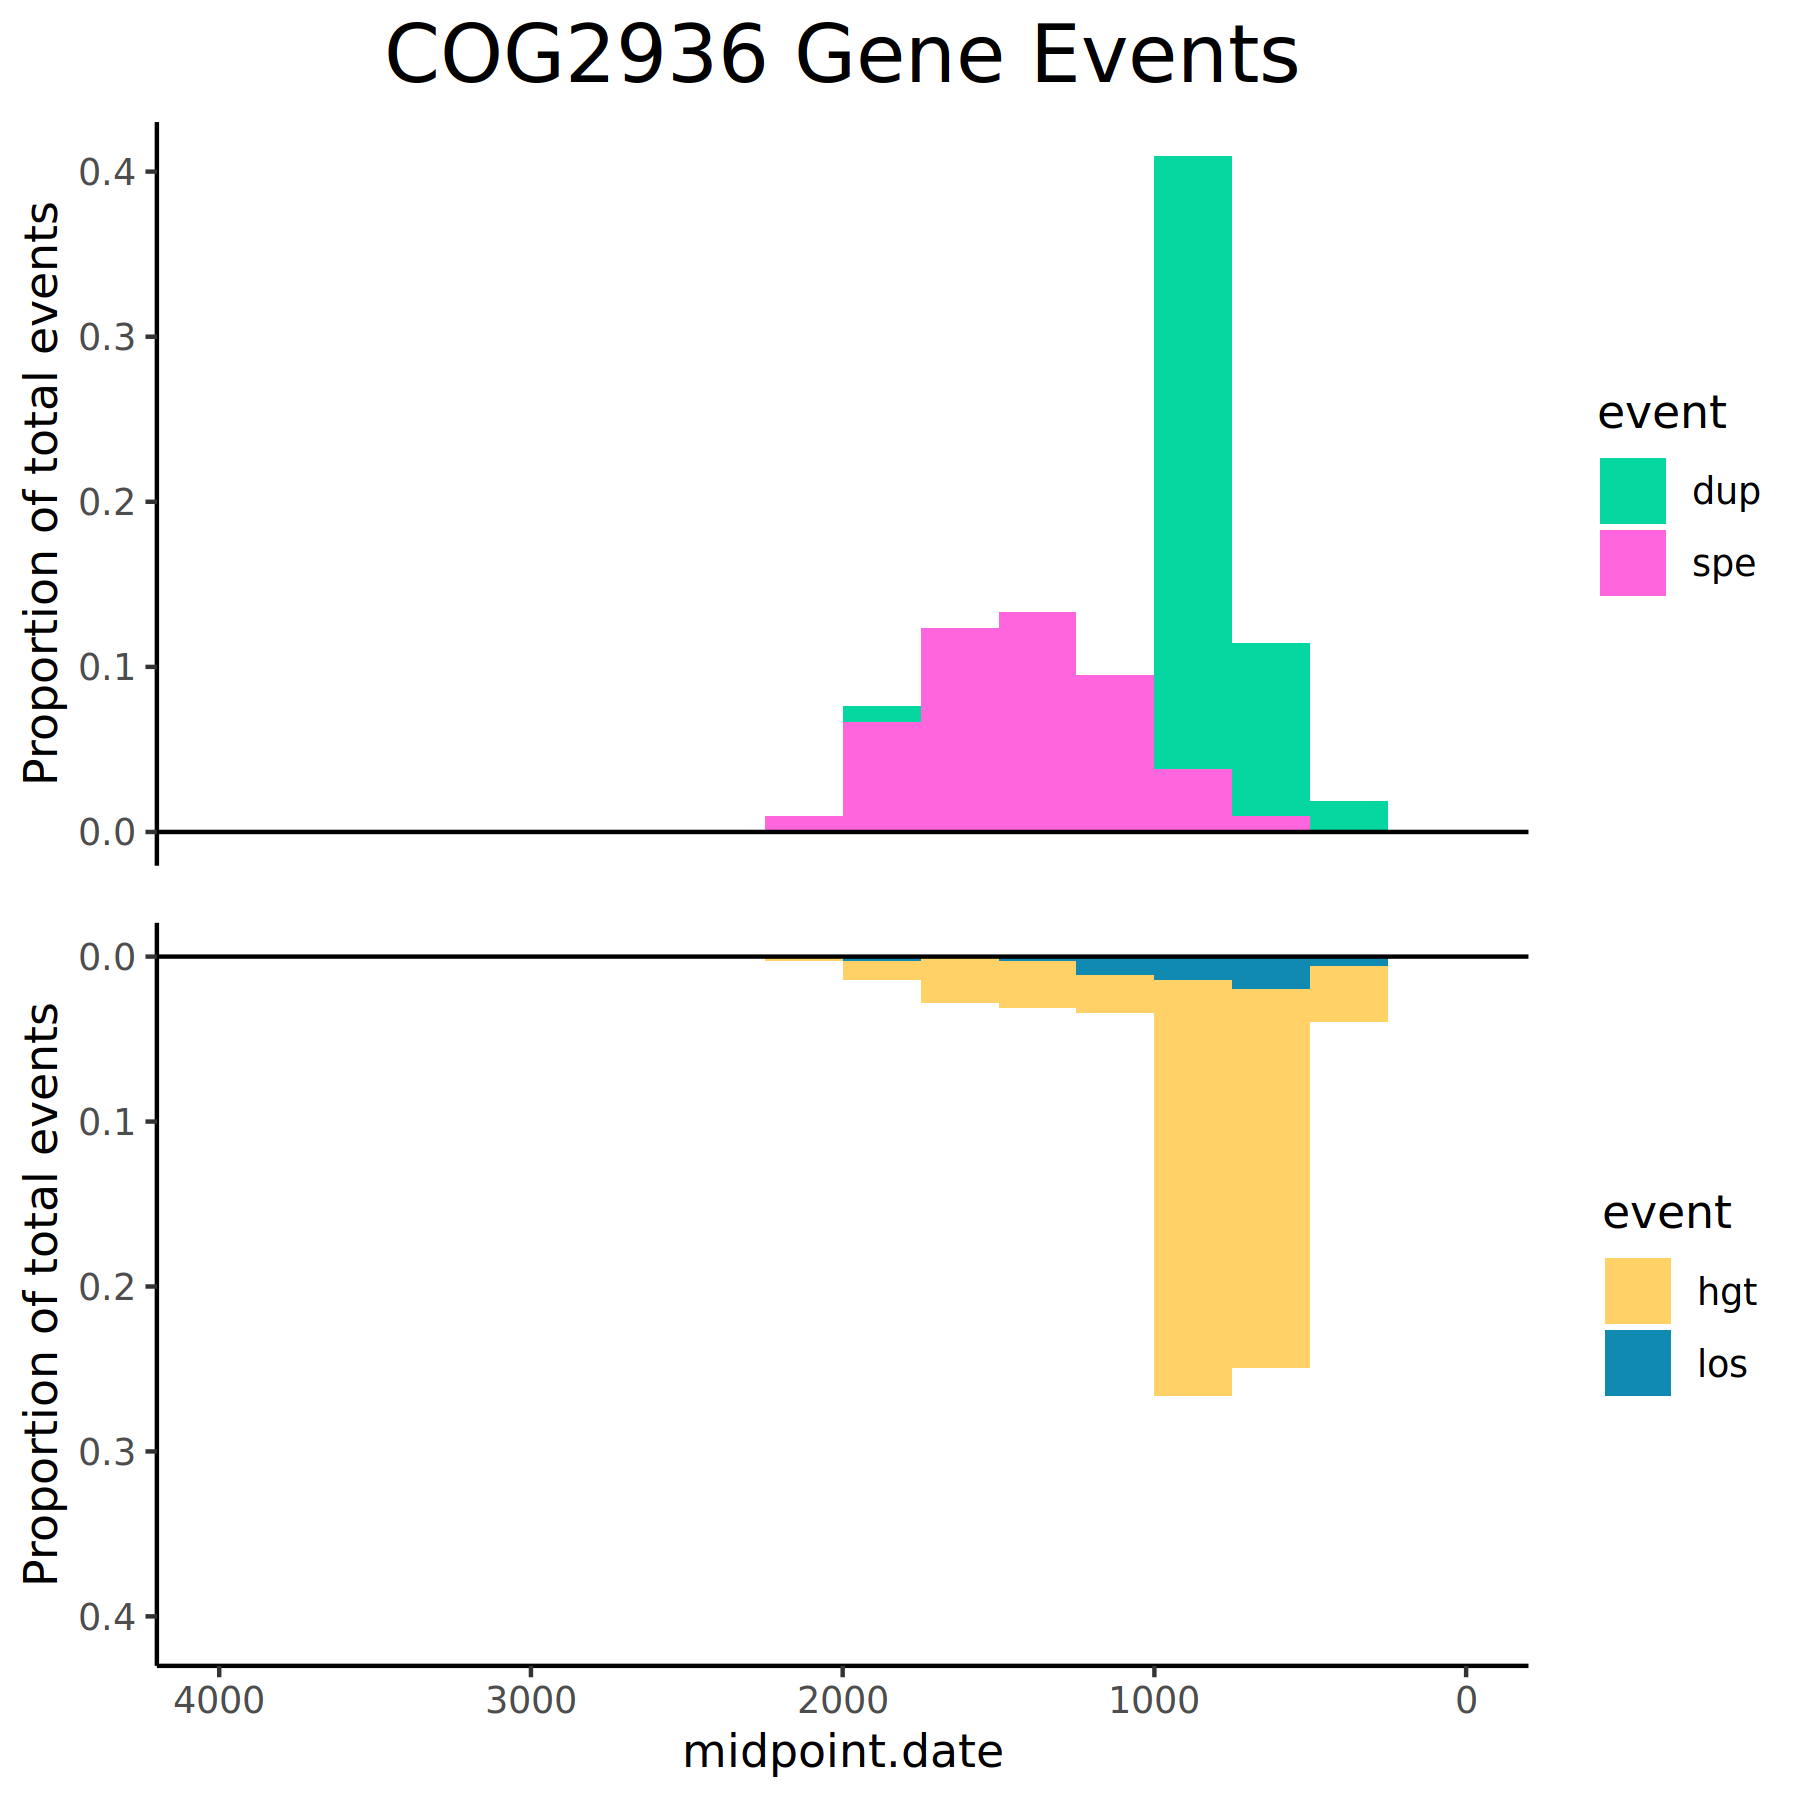 COG2936 Gene Events
Proportion of total events
0.4
0.3
0.2
0.1
0.0
event
dup
spe
Proportion of total events
0.0
0.1
0.2
0.3
0.4
event
hgt
los
4000 3000 2000 1000 0
midpoint.date